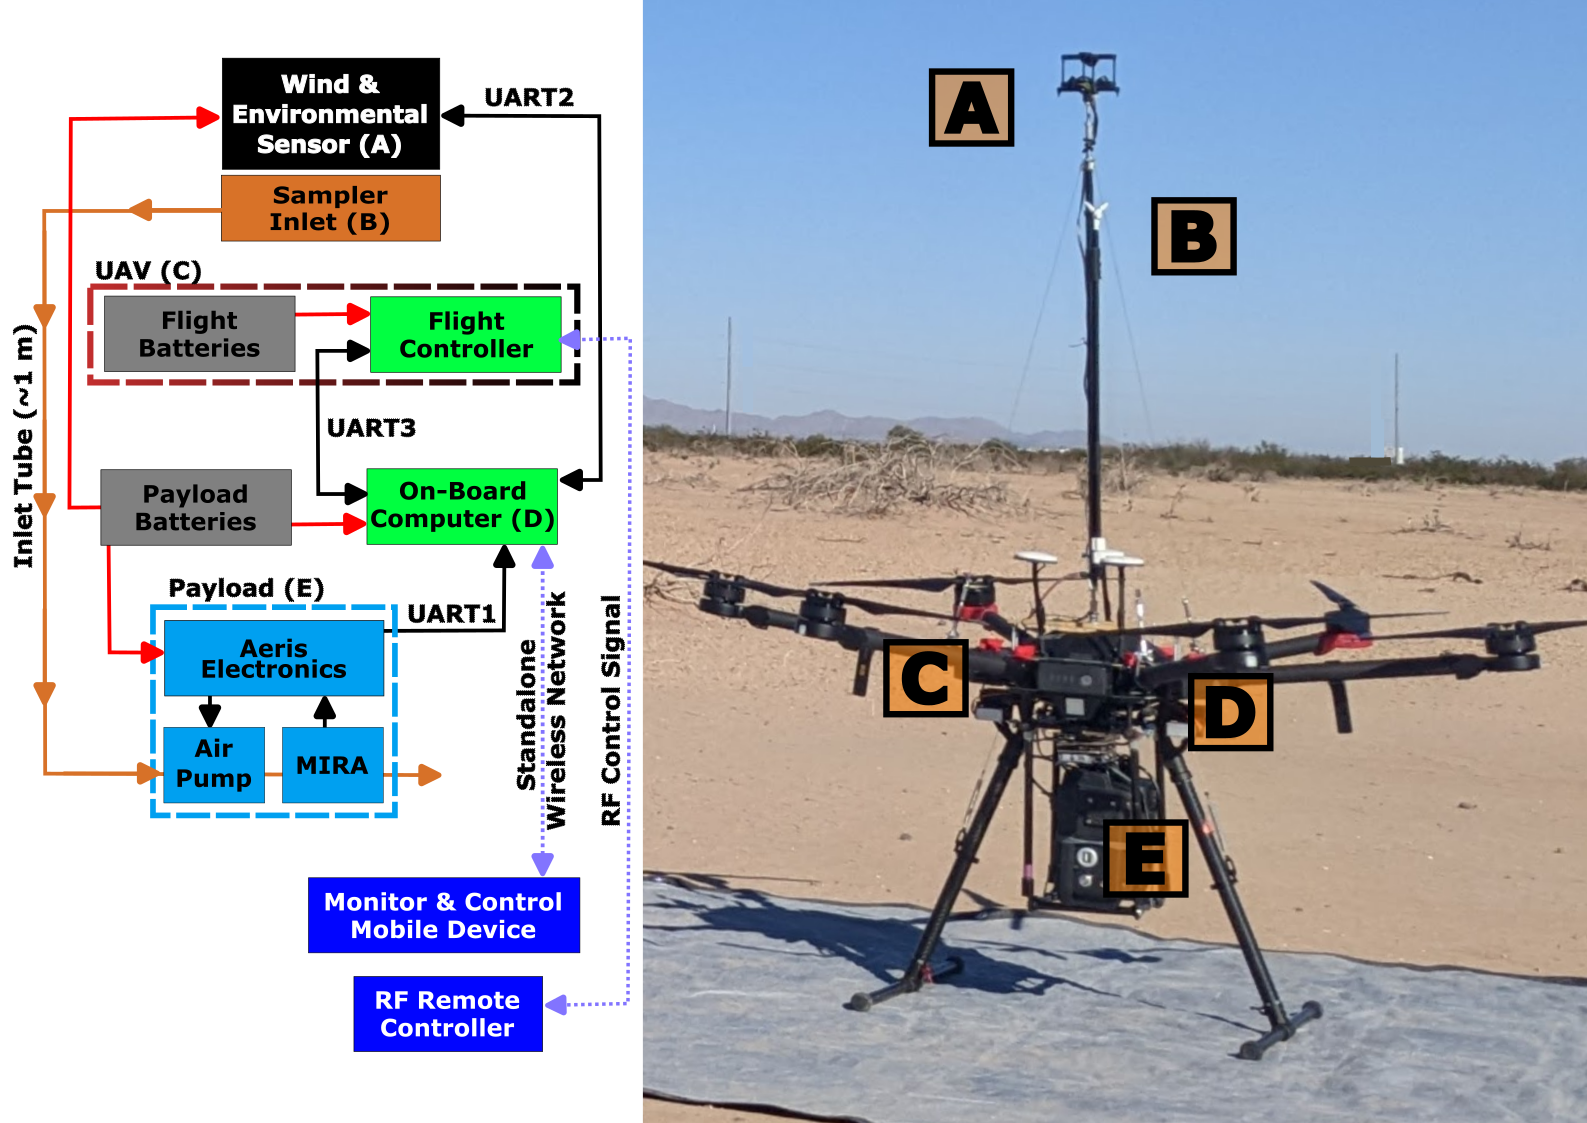 Wind &
Environmental
Sensor (A)
UART2
Sampler
Inlet (B)
UAV (C)
Flight
Batteries
Flight
Controller
Inlet Tube (~1 m)
UART3
Payload
Batteries
On-Board
Computer (D)
Payload (E)
UART1
Aeris
Electronics
Air
Pump
MIRA
Standalone
Wireless Network
RF Control Signal
Monitor & Control
Mobile Device
RF Remote
Controller
A
B
C
D
E